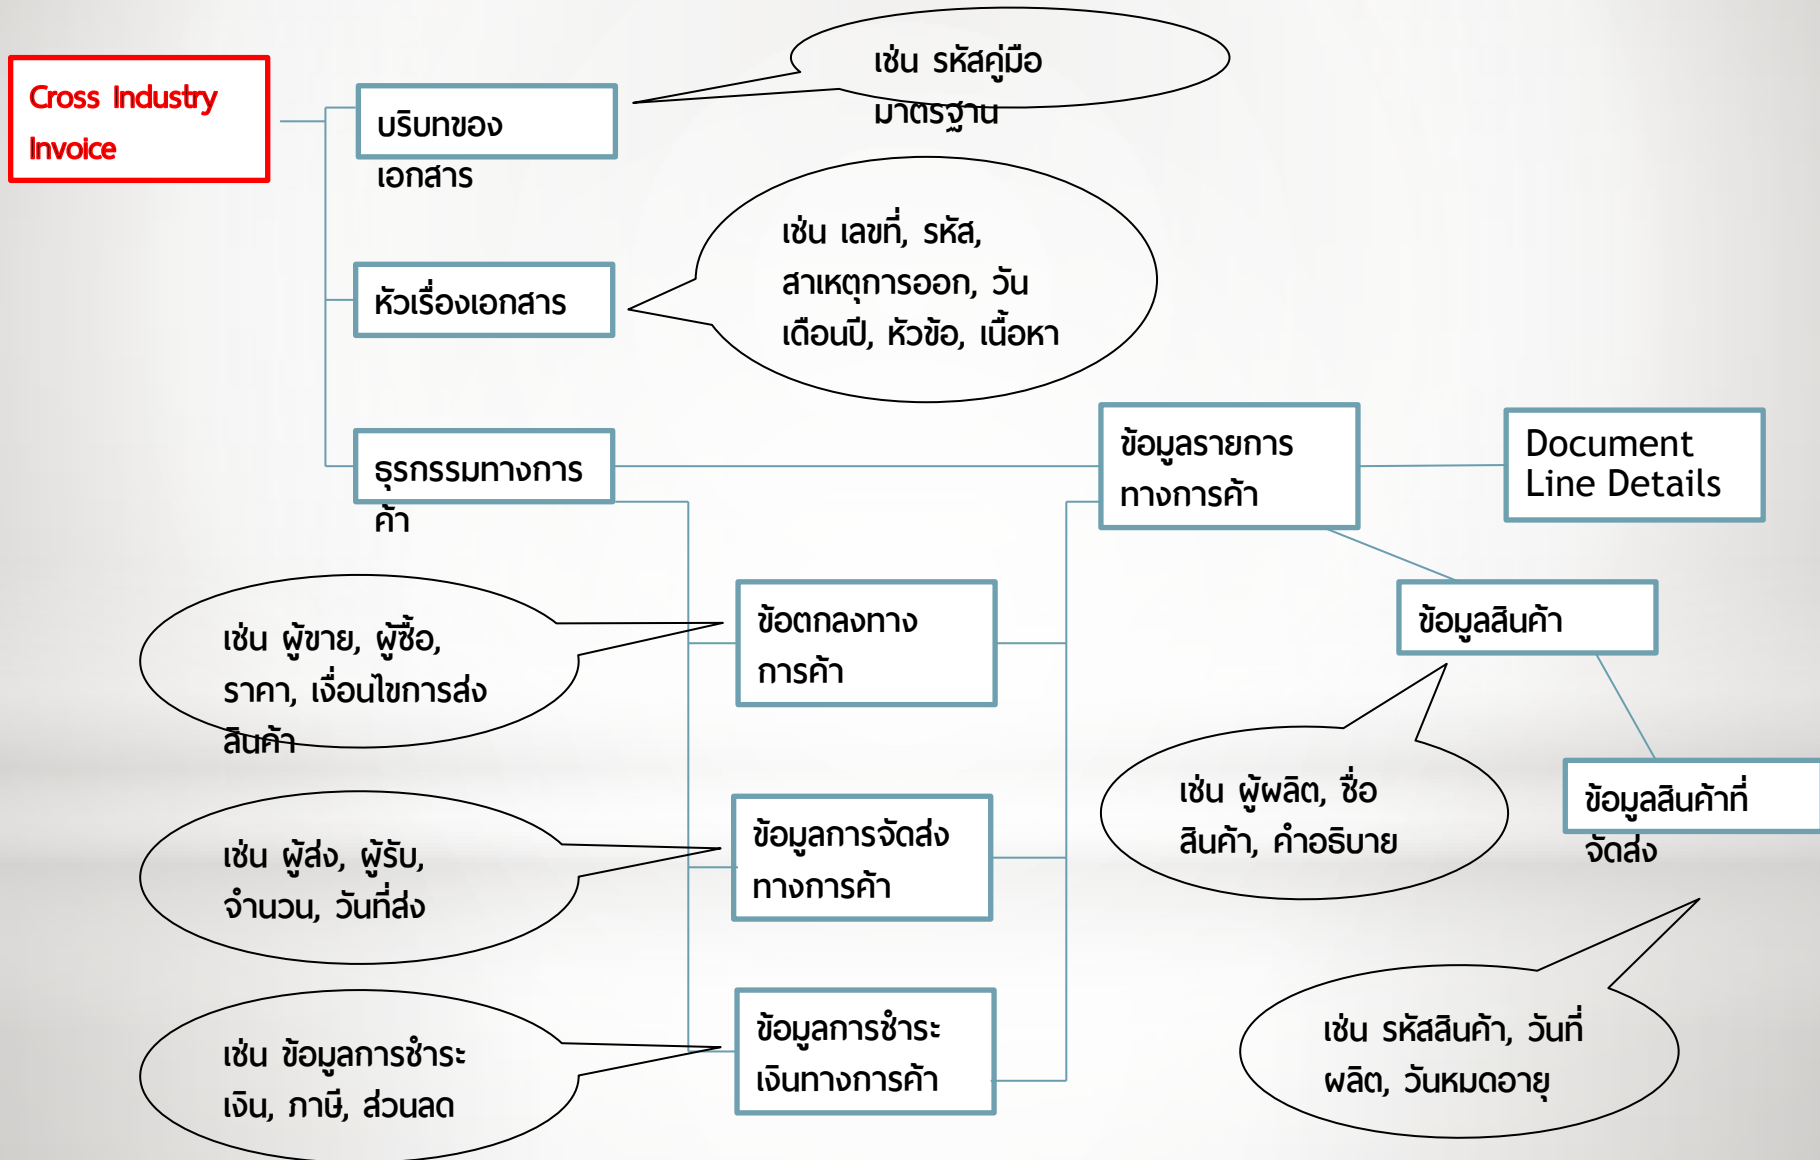 Cross Industry
Invoice
เช่น รหัสคู่มือ
มาตรฐาน
บริบทของ
เอกสาร
เช่น เลขที่, รหัส,
สาเหตุการออก, วัน
เดือนปี, หัวข้อ, เนื้อหา
หัวเรื่องเอกสาร
ธุรกรรมทางการ
ค้า
ข้อมูลรายการ
ทางการค้า
Document
Line Details
เช่น ผู้ขาย, ผู้ซื้อ,
ราคา, เงื่อนไขการส่ง
สินค้า
ข้อตกลงทาง
การค้า
ข้อมูลสินค้า
เช่น ผู้ผลิต, ชื่อ
สินค้า, คำอธิบาย
ข้อมูลสินค้าที่
จัดส่ง
เช่น ผู้ส่ง, ผู้รับ,
จำนวน, วันที่ส่ง
ข้อมูลการจัดส่ง
ทางการค้า
เช่น ข้อมูลการชำระ
เงิน, ภาษี, ส่วนลด
ข้อมูลการชำระ
เงินทางการค้า
เช่น รหัสสินค้า, วันที่
ผลิต, วันหมดอายุ